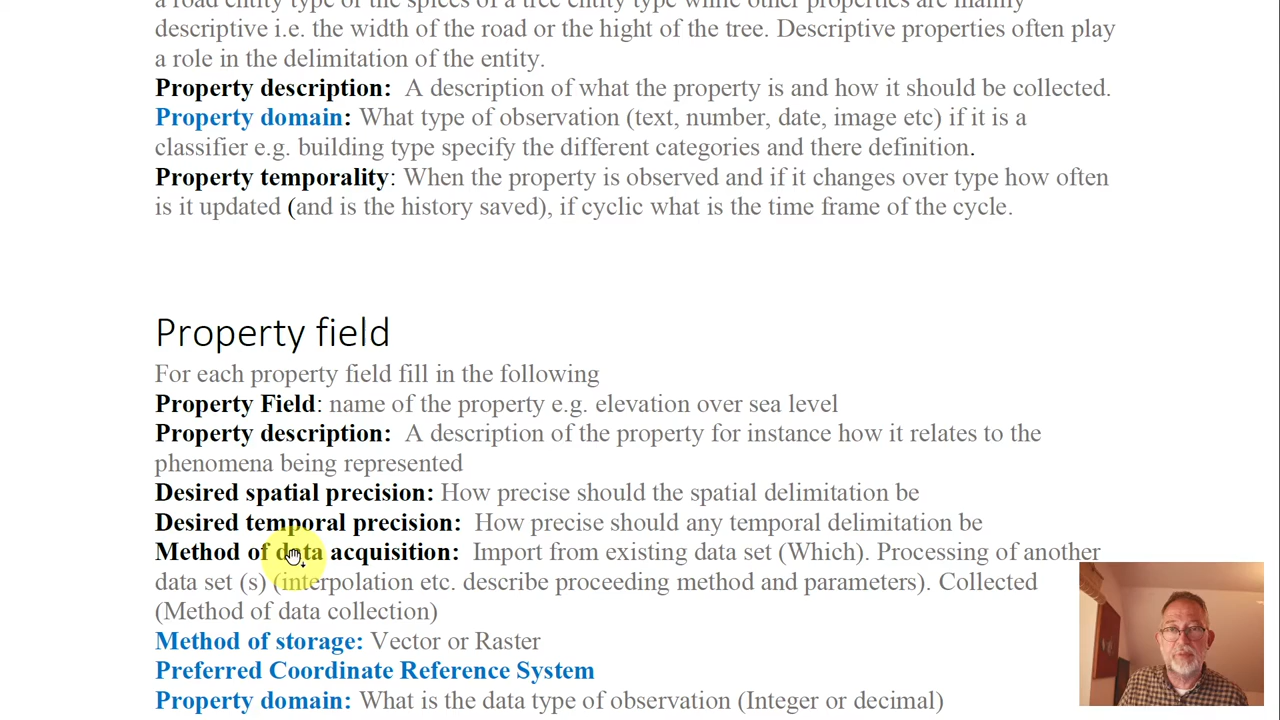 a road entity type or the spices of a tree entity type while other properties are mainly
descriptive i.e. the width of the road or the hight of the tree. Descriptive properties often play
a role in the delimitation of the entity.
Property description:  A description of what the property is and how it should be collected.
Property domain: What type of observation (text, number, date, image etc) if it is a
classifier e.g. building type specify the different categories and there definition.
Property temporality: When the property is observed and if it changes over type how often
is it updated (and is the history saved), if cyclic what is the time frame of the cycle.
Property field
For each property field fill in the following
Property Field: name of the property e.g. elevation over sea level
Property description:  A description of the property for instance how it relates to the
phenomena being represented
Desired spatial precision: How precise should the spatial delimitation be
Desired temporal precision:  How precise should any temporal delimitation be
Method of data acquisition:  Import from existing data set (Which). Processing of another
data set (s) (interpolation etc. describe proceeding method and parameters). Collected
(Method of data collection)
Method of storage: Vector or Raster
Preferred Coordinate Reference System
Property domain: What is the data type of observation (Integer or decimal)